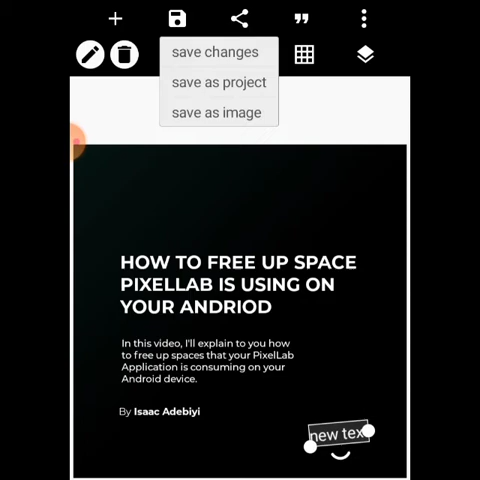 save changes
save as project
save as image
HOW TO FREE UP SPACE
PIXELLAB IS USING ON
YOUR ANDRIOD
In this video, I'll explain to you how
to free up spaces that your PixelLab
Application is consuming on your
Android device.
By Isaac Adebiyi
new tex